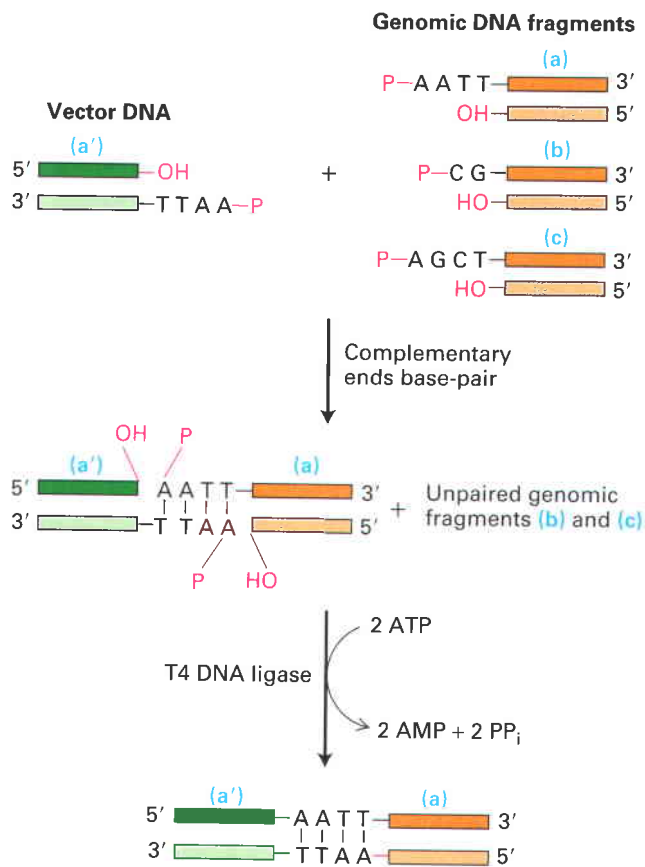 Genomic DNA fragments
(a)
P–A A T T 3′
OH 5′
Vector DNA
(a′)
5′ –OH
3′ –T T A A–P
+
(b)
P–C G 3′
HO 5′
(c)
P–A G C T 3′
HO 5′
Complementary
ends base-pair
OH P
(a′) (a)
5′ A A T T 3′
3′ T T A A 5′
P HO
+ Unpaired genomic
fragments (b) and (c)
2 ATP
T4 DNA ligase
2 AMP + 2 PPi
(a′) (a)
5′ A A T T 3′
3′ T T A A 5′